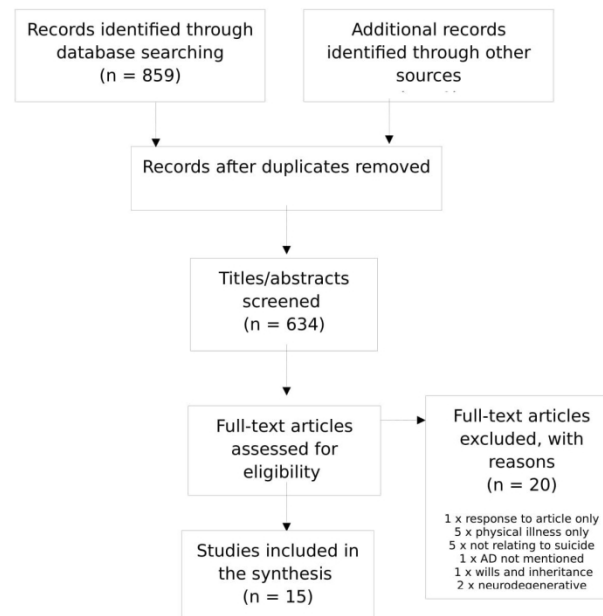 Records identified through
database searching
(n = 859)
Additional records
identified through other
sources
Records after duplicates removed
Titles/abstracts
screened
(n = 634)
Full-text articles
assessed for
eligibility
Full-text articles
excluded, with
reasons
(n = 20)
1 x response to article only
5 x physical illness only
5 x not relating to suicide
1 x AD not mentioned
1 x wills and inheritance
2 x neurodegenerative
Studies included in
the synthesis
(n = 15)